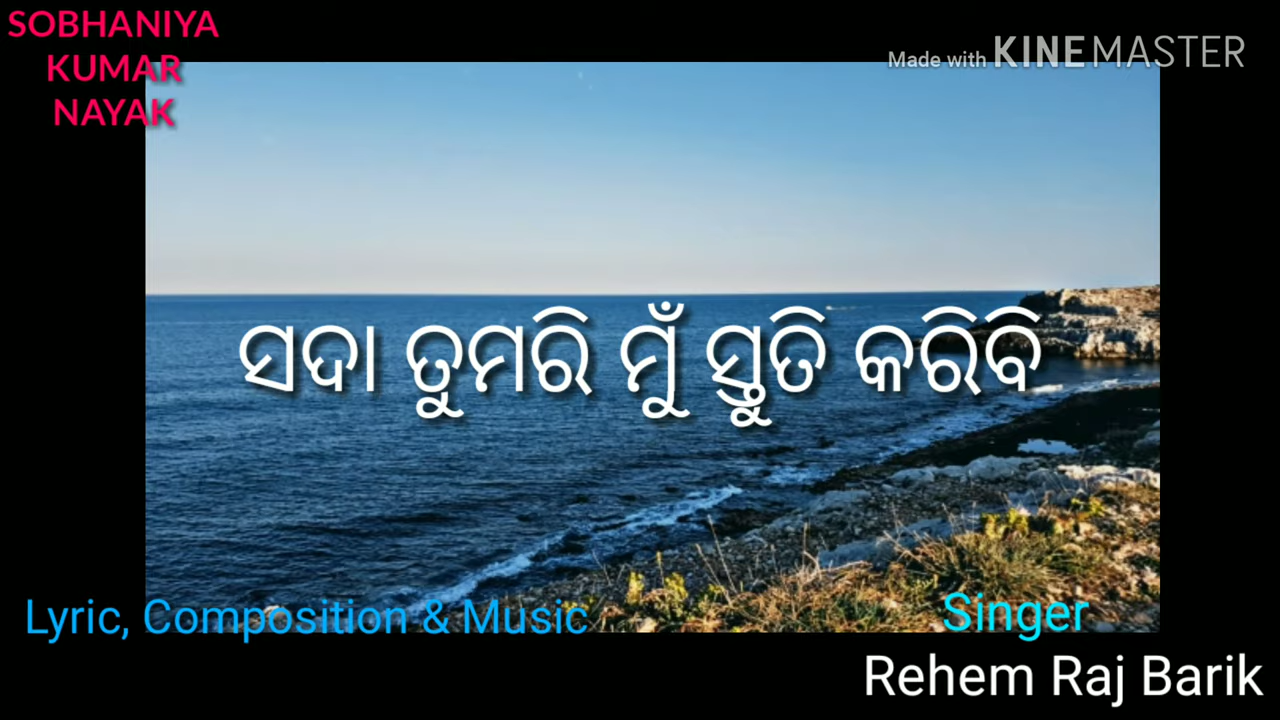 SOBHANIYA
KUMAR
NAYAK
Made with KINEMASTER
ସଦା ତୁମରି ମୁଁ ସ୍ତୁତି କରିବି
Lyric, Composition & Music
Singer
Rehem Raj Barik